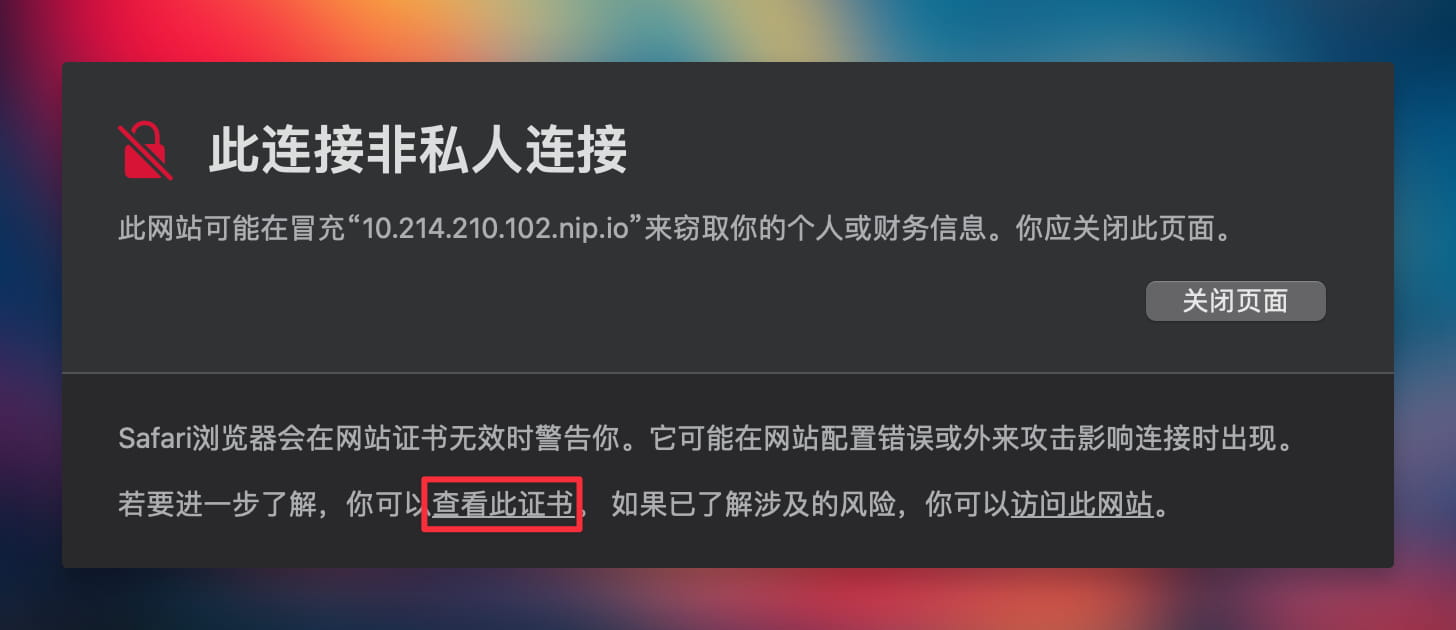 此连接非私人连接
此网站可能在冒充“10.214.210.102.nip.io”来窃取你的个人或财务信息。你应关闭此页面。
关闭页面
Safari浏览器会在网站证书无效时警告你。它可能在网站配置错误或外来攻击影响连接时出现。
若要进一步了解，你可以查看此证书。 如果已了解涉及的风险，你可以访问此网站。